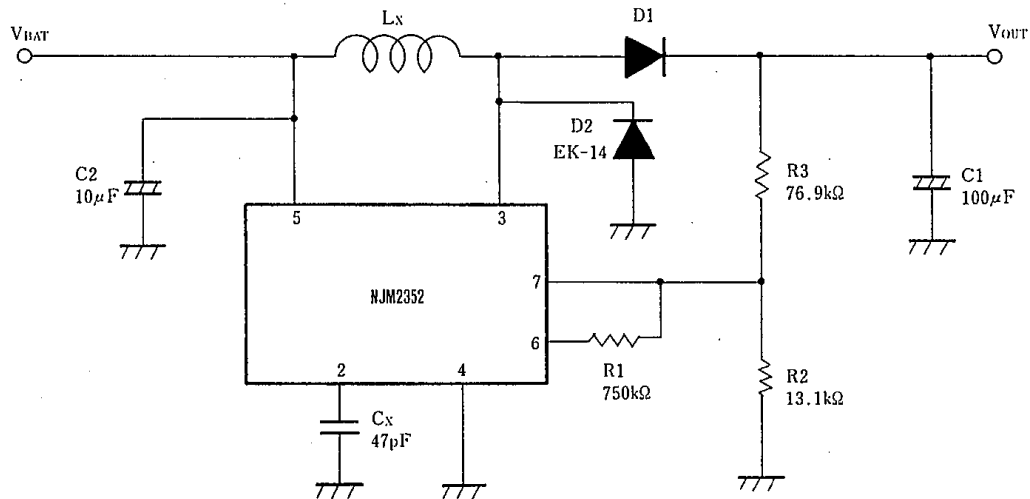 VBAT
LX
D1
VOUT
D2
EK-14
C2
10μF
R3
76.9kΩ
C1
100μF
5
3
7
NJM2352
6
R1
750kΩ
2
4
R2
13.1kΩ
CX
47pF